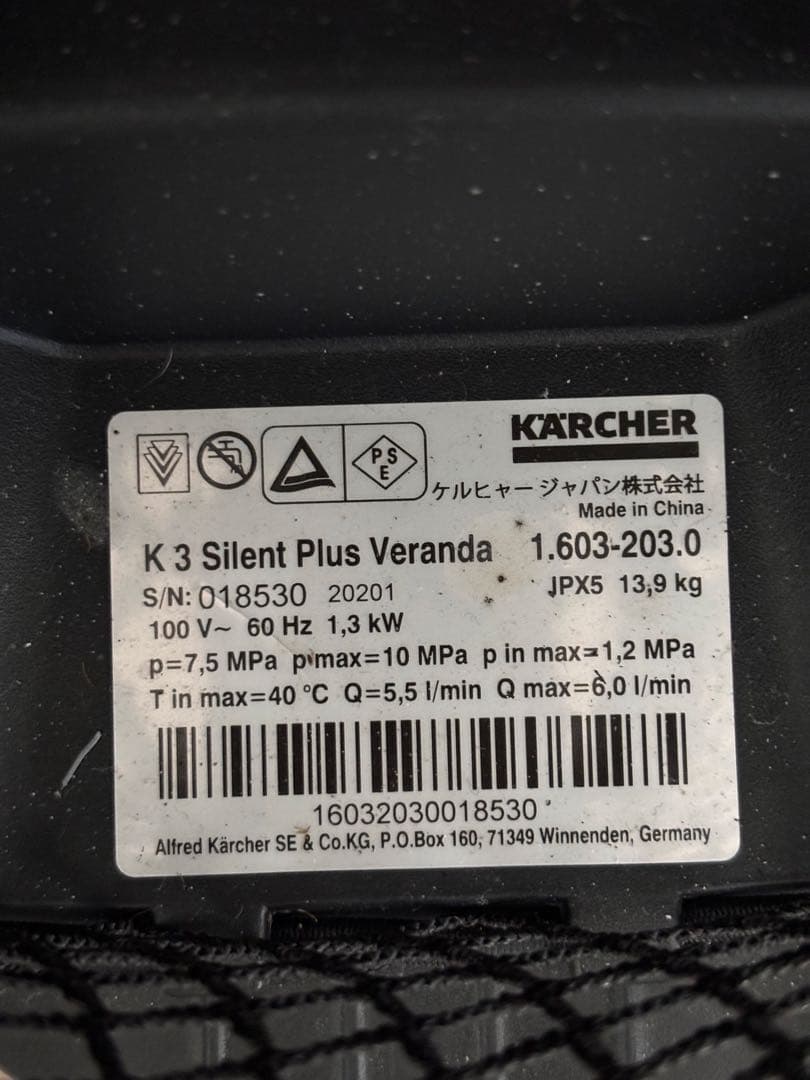 KÄRCHER
PSE
ケルヒャー ジャパン株式会社
Made in China
K 3 Silent Plus Veranda 1.603-203.0
S/N: 018530 20201 JPX5 13,9 kg
100 V~ 60 Hz 1,3 kW
p=7,5 MPa p max=10 MPa p in max=1,2 MPa
T in max=40 °C Q=5,5 l/min Q max=6,0 l/min
16032030018530
Alfred Kärcher SE & Co.KG, P.O.Box 160, 71349 Winnenden, Germany